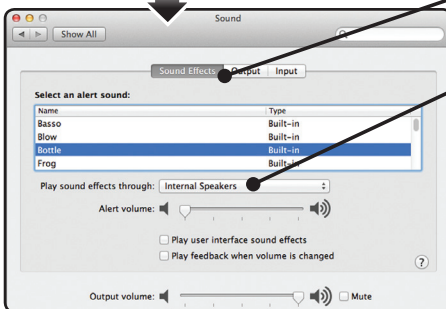 Sound
Show All
Sound Effects Output Input
Select an alert sound:
Name Type
Basso Built-in
Blow Built-in
Bottle Built-in
Frog Built-in
Play sound effects through: Internal Speakers
Alert volume:
Play user interface sound effects
Play feedback when volume is changed
?
Output volume: Mute